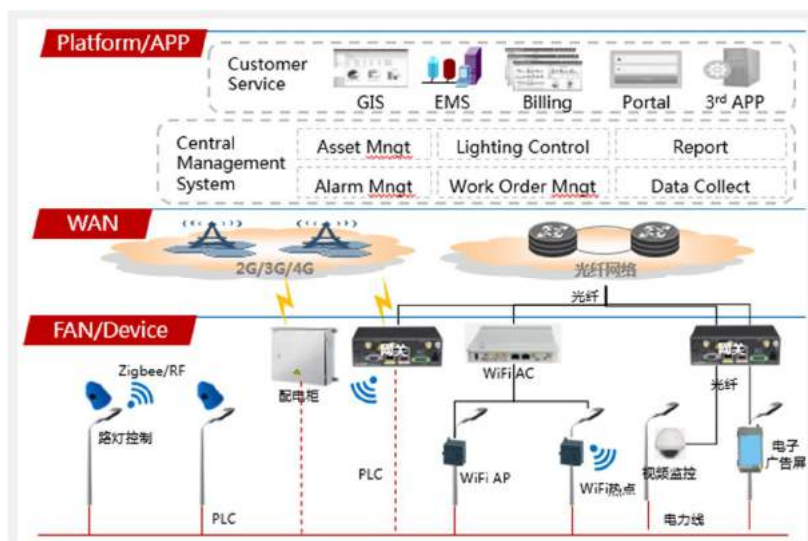 Platform/APP
Customer
Service
GIS
EMS
Billing
Portal
3rd APP
Central
Management
System
Asset Mngt
Lighting Control
Report
Alarm Mngt
Work Order Mngt
Data Collect
WAN
2G/3G/4G
光纤网络
光纤
FAN/Device
网关
网关
Zigbee/RF
配电柜
WiFi AC
光纤
路灯控制
PLC
WiFi AP
WiFi热点
视频监控
电子
广告屏
PLC
电力线